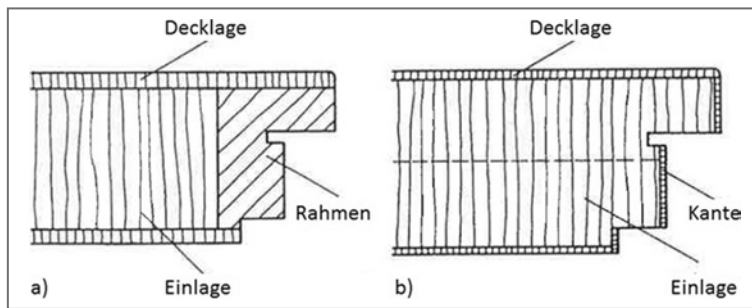 Decklage
Decklage
Rahmen
Kante
a)
Einlage
b)
Einlage